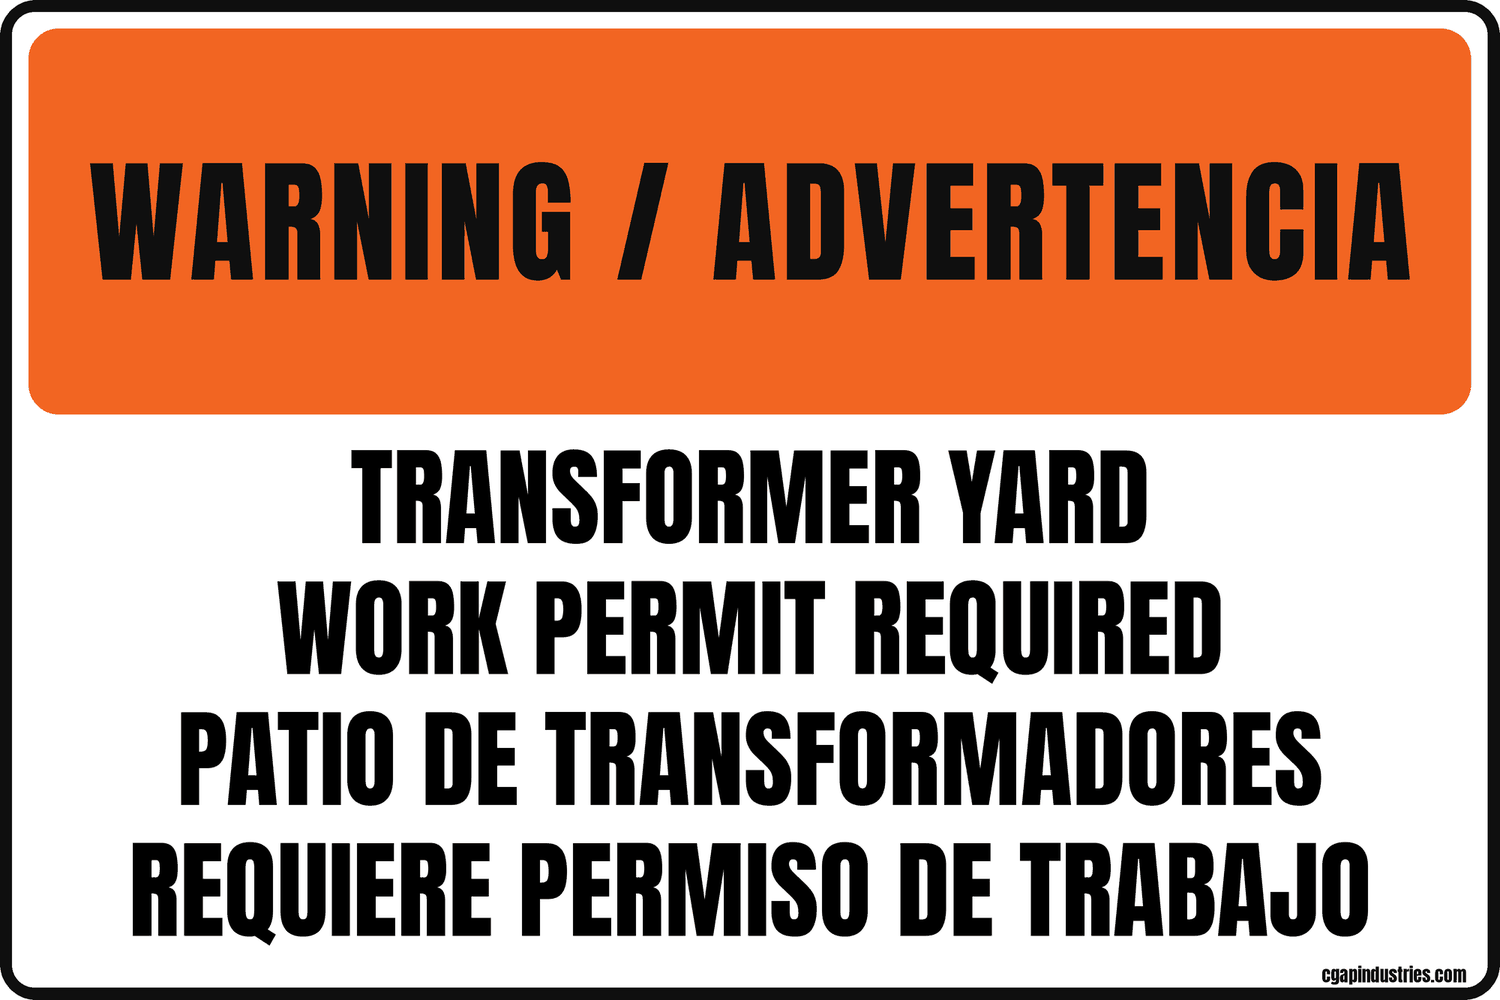 WARNING / ADVERTENCIA
TRANSFORMER YARD
WORK PERMIT REQUIRED
PATIO DE TRANSFORMADORES
REQUIERE PERMISO DE TRABAJO
cgapindustries.com